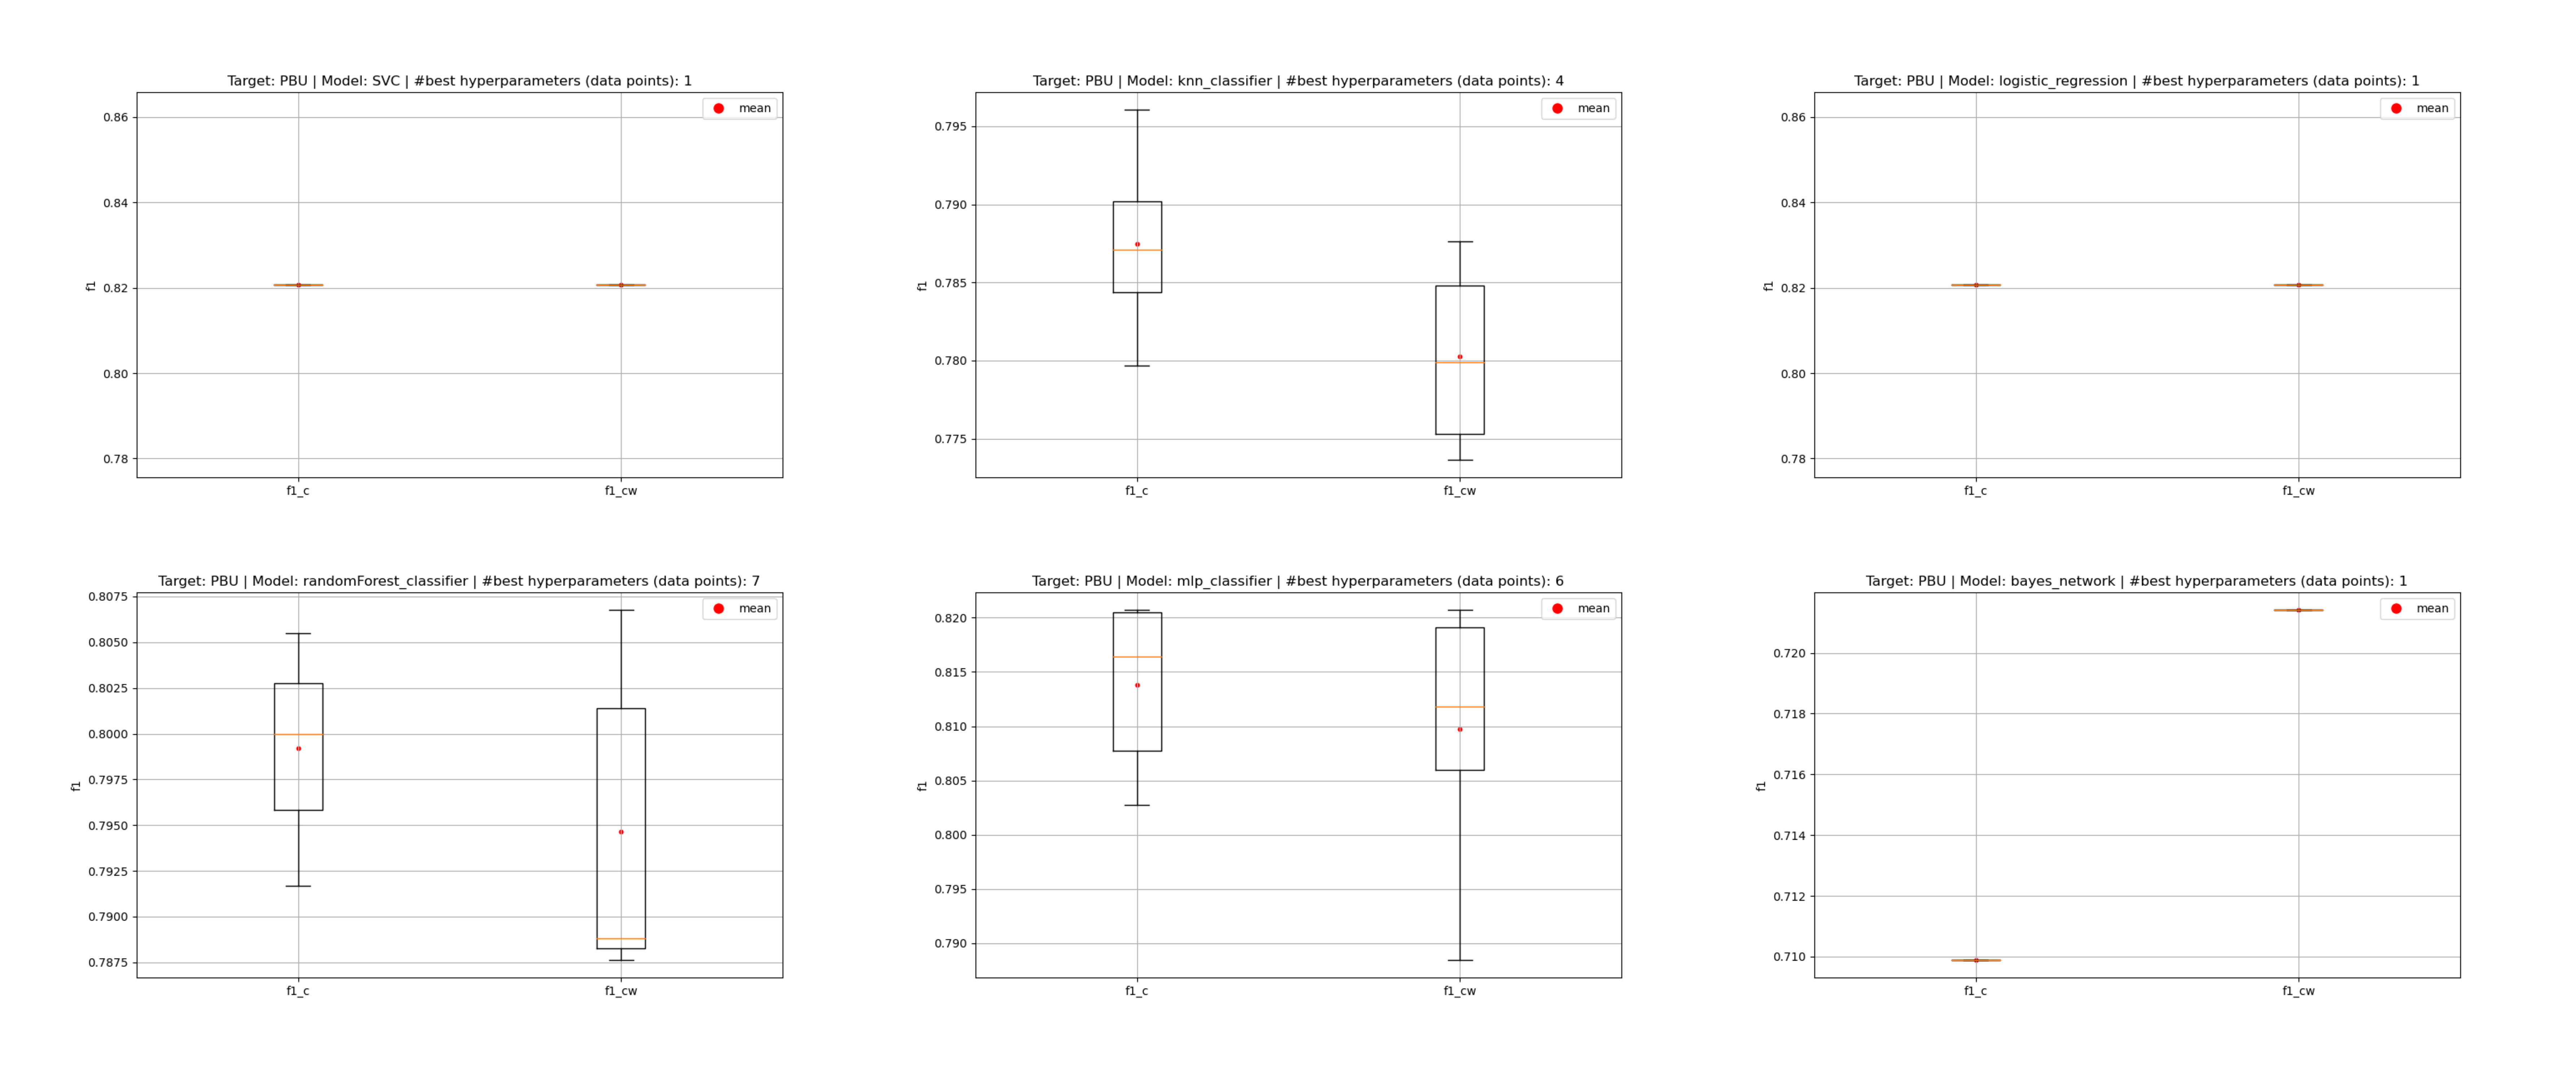 Target: PBU | Model: SVC | #best hyperparameters (data points): 1
mean
0.86
0.84
0.82
0.80
0.78
f1
f1_c
f1_cw
Target: PBU | Model: knn_classifier | #best hyperparameters (data points): 4
mean
0.795
0.790
0.785
0.780
0.775
f1
f1_c
f1_cw
Target: PBU | Model: logistic_regression | #best hyperparameters (data points): 1
mean
0.86
0.84
0.82
0.80
0.78
f1
f1_c
f1_cw
Target: PBU | Model: randomForest_classifier | #best hyperparameters (data points): 7
mean
0.8075
0.8050
0.8025
0.8000
0.7975
0.7950
0.7925
0.7900
0.7875
f1
f1_c
f1_cw
Target: PBU | Model: mlp_classifier | #best hyperparameters (data points): 6
mean
0.820
0.815
0.810
0.805
0.800
0.795
0.790
f1
f1_c
f1_cw
Target: PBU | Model: bayes_network | #best hyperparameters (data points): 1
mean
0.720
0.718
0.716
0.714
0.712
0.710
f1
f1_c
f1_cw